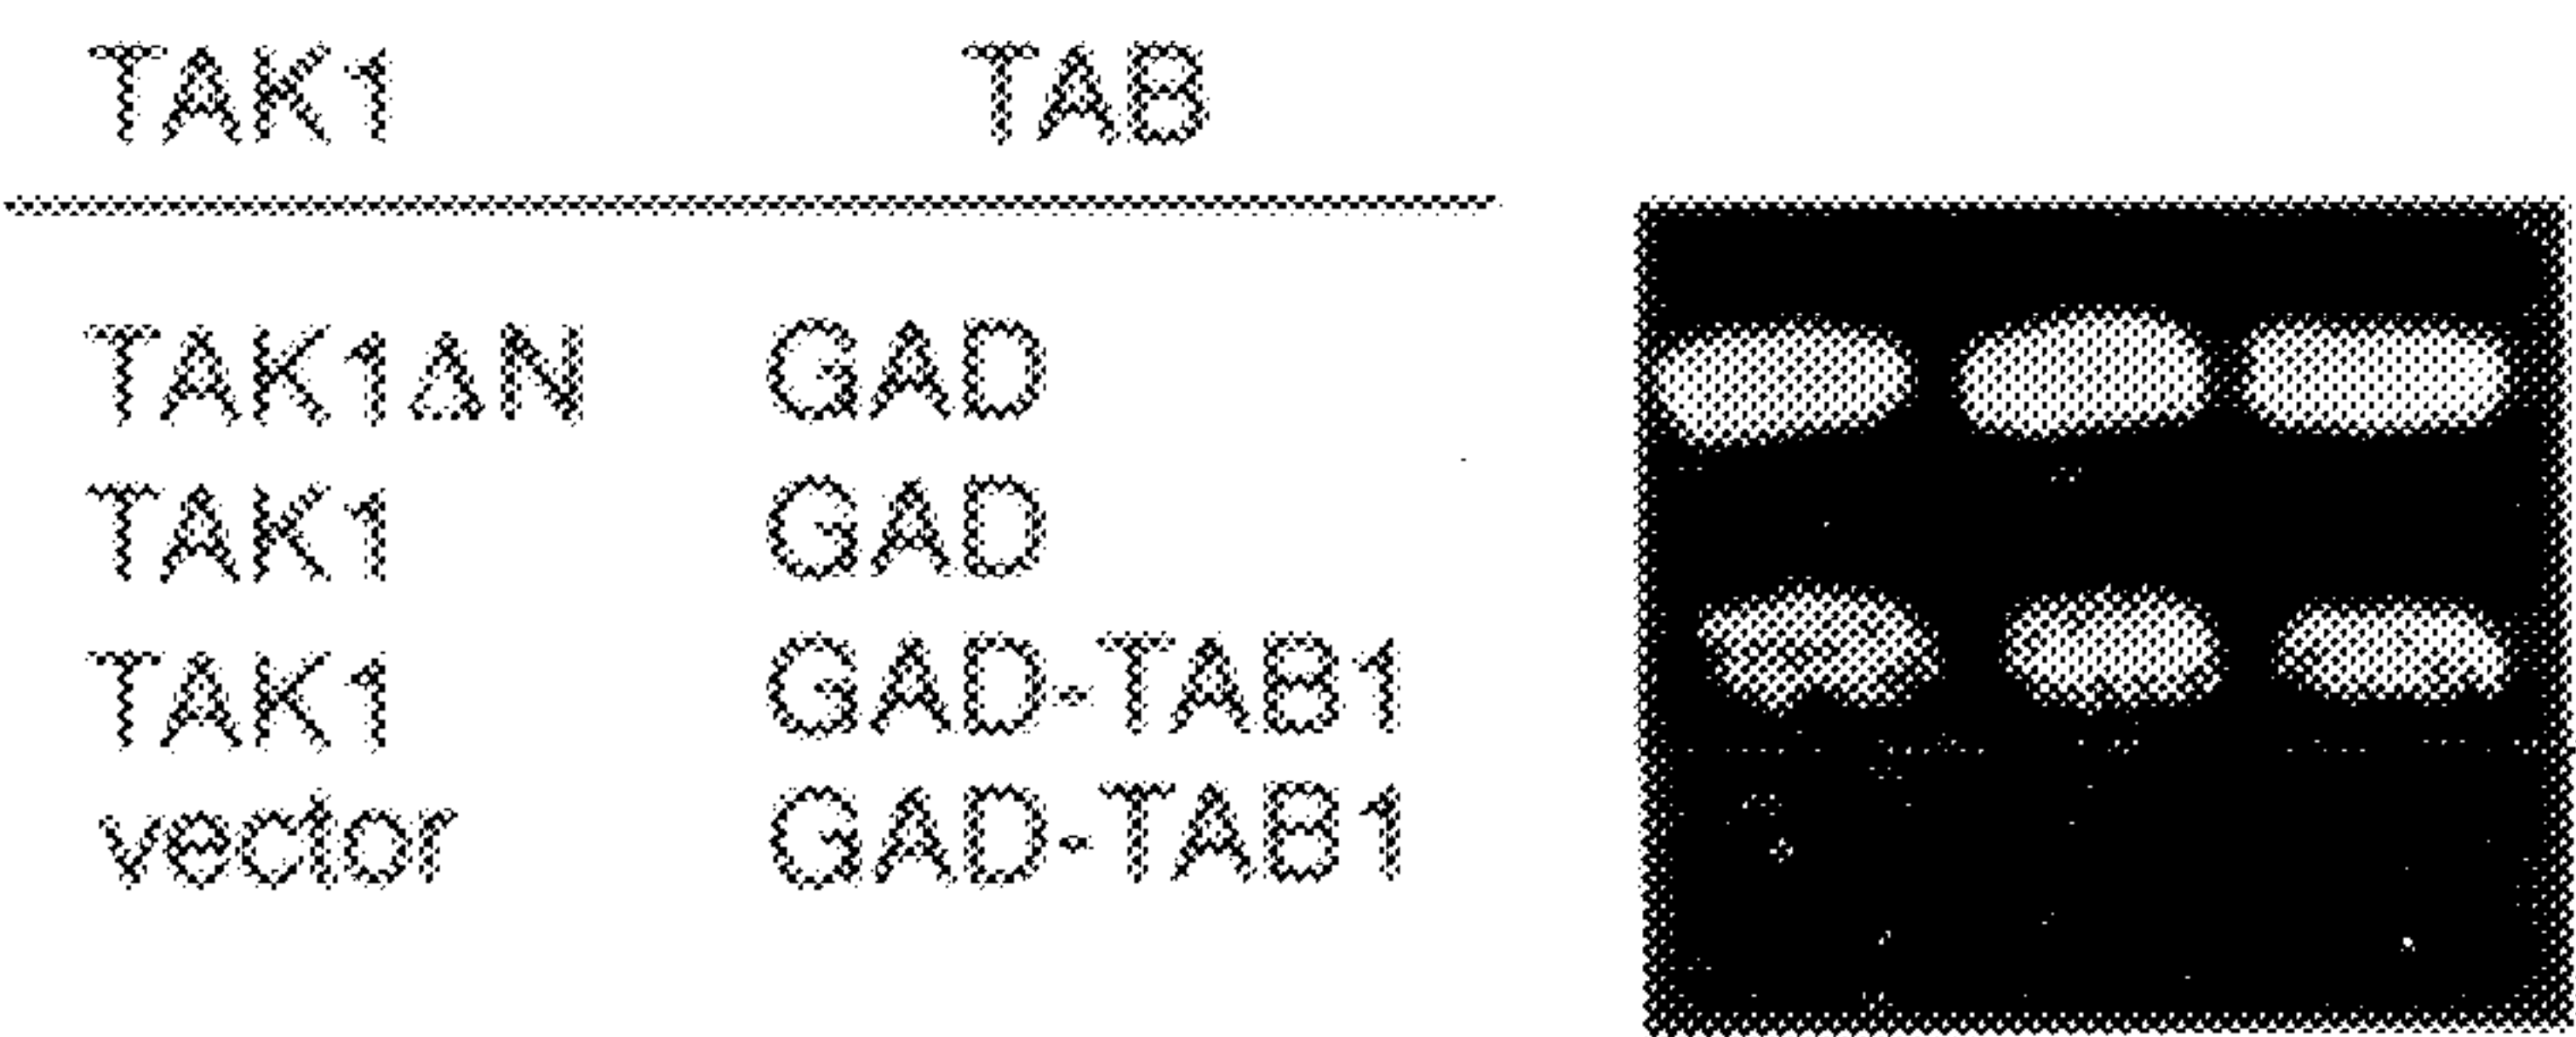 TAK1 TAB
TAK1ΔN GAD
TAK1 GAD
TAK1 GAD-TAB1
vector GAD-TAB1